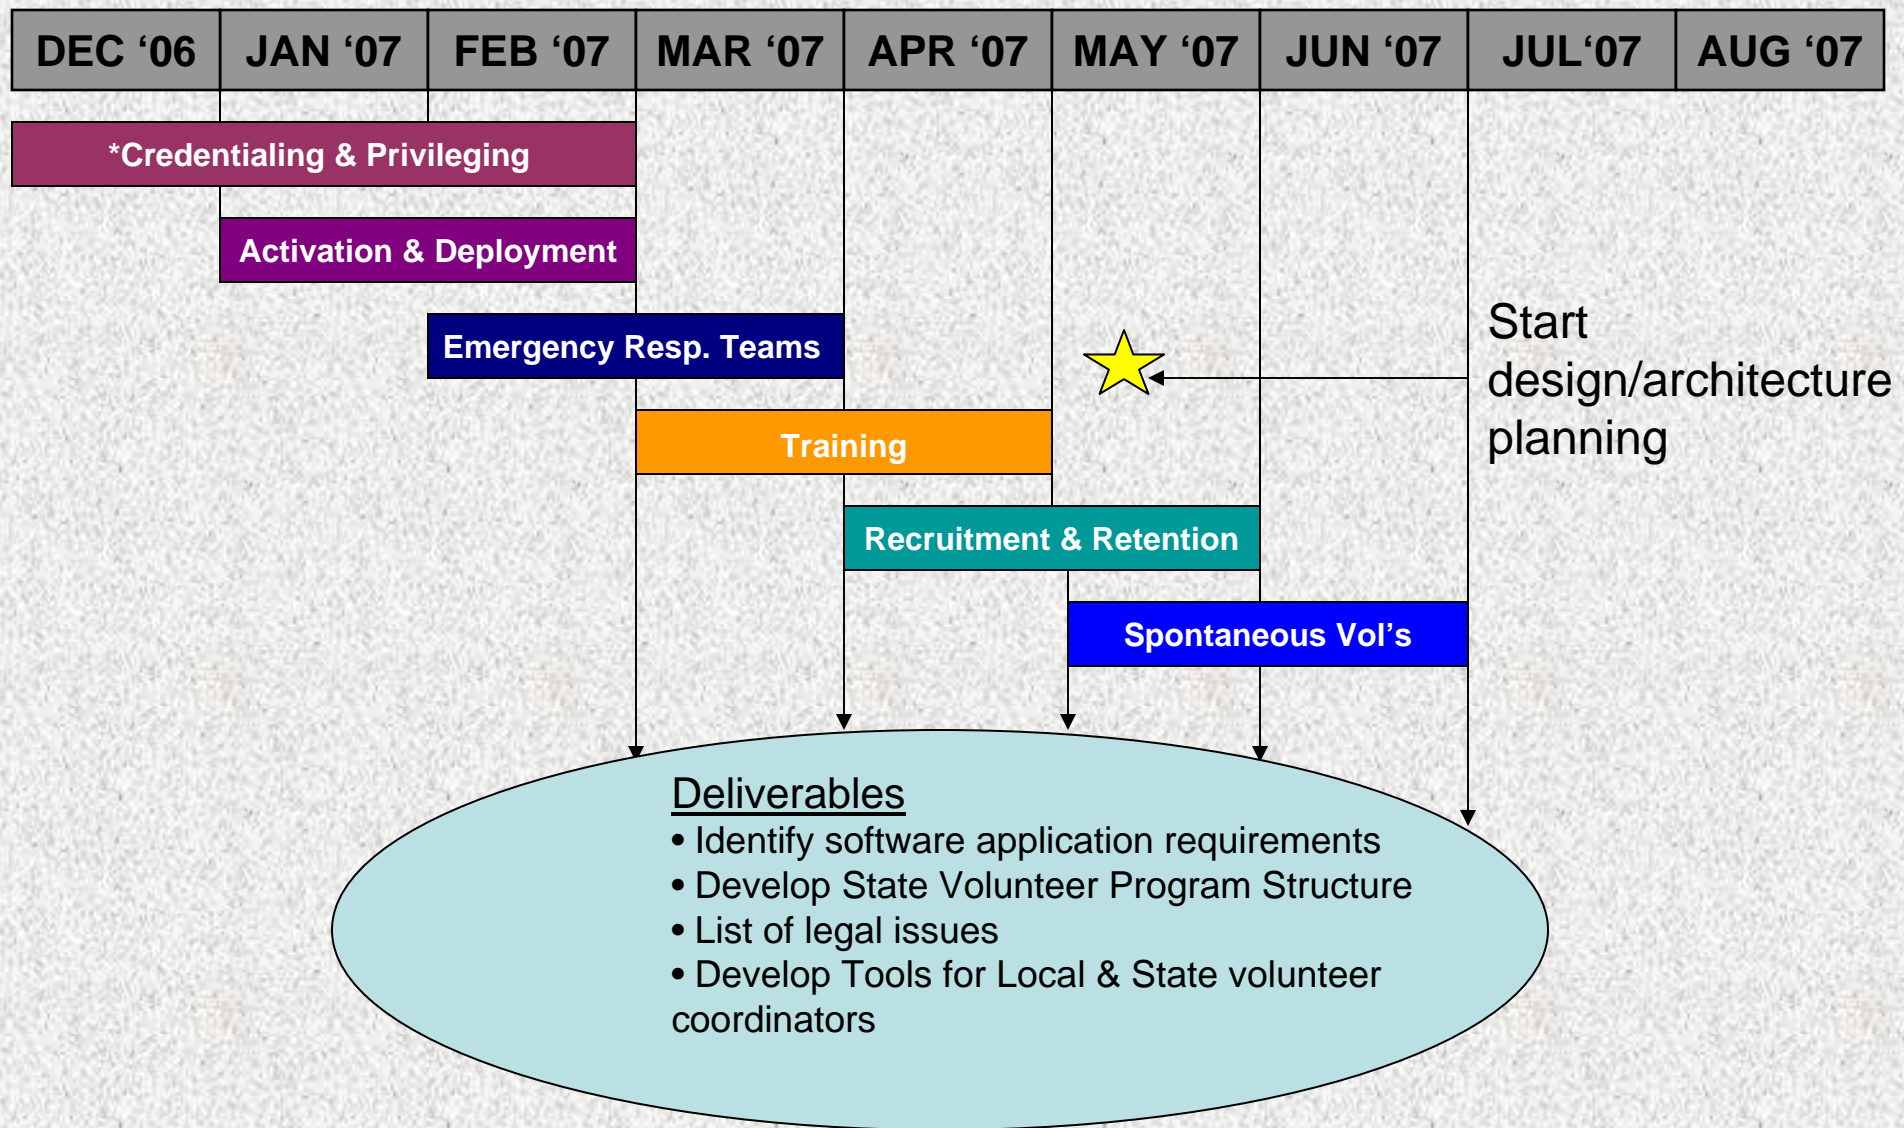 DEC ‘06 JAN ‘07 FEB ‘07 MAR ‘07 APR ‘07 MAY ‘07 JUN ‘07 JUL‘07 AUG ‘07
*Credentialing & Privileging
Activation & Deployment
Emergency Resp. Teams
Start
design/architecture
planning
Training
Recruitment & Retention
Spontaneous Vol’s
Deliverables
• Identify software application requirements
• Develop State Volunteer Program Structure
• List of legal issues
• Develop Tools for Local & State volunteer
coordinators